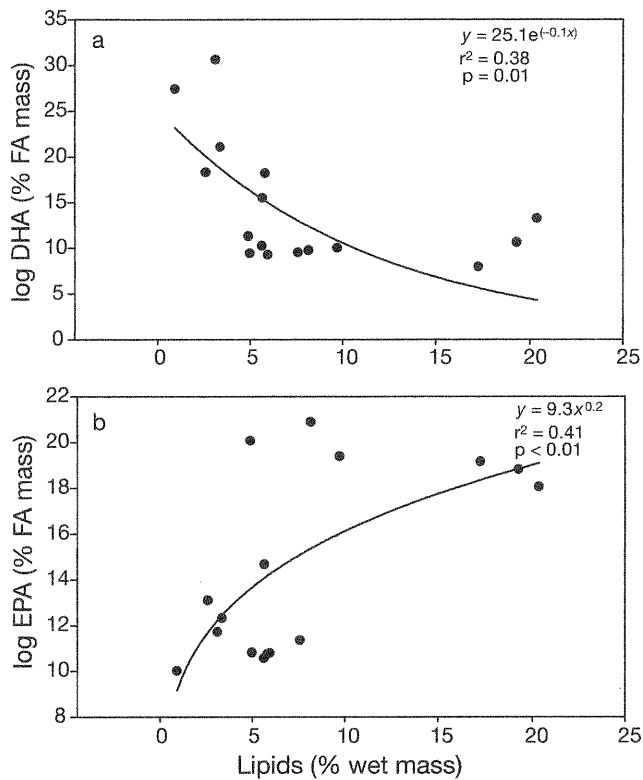 a
y = 25.1e(–0.1x)
r2 = 0.38
p = 0.01
log DHA (% FA mass)
35
30
25
20
15
10
5
0
0 5 10 15 20 25
b
y = 9.3x0.2
r2 = 0.41
p < 0.01
log EPA (% FA mass)
22
20
18
16
14
12
10
8
0 5 10 15 20 25
Lipids (% wet mass)